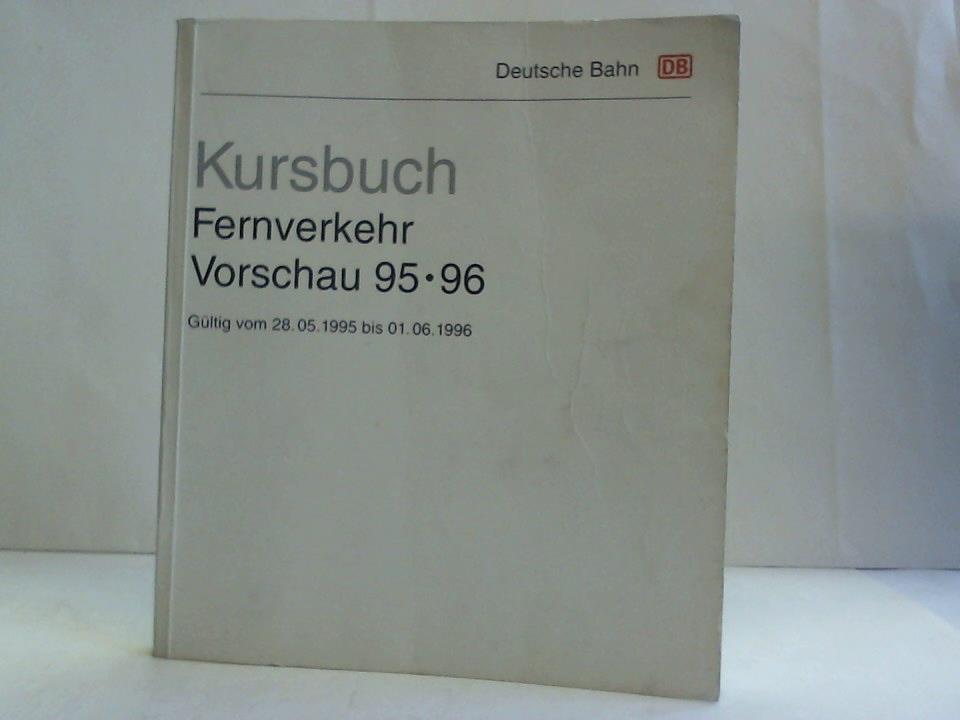 Deutsche Bahn DB
Kursbuch
Fernverkehr
Vorschau 95•96
Gültig vom 28.05.1995 bis 01.06.1996